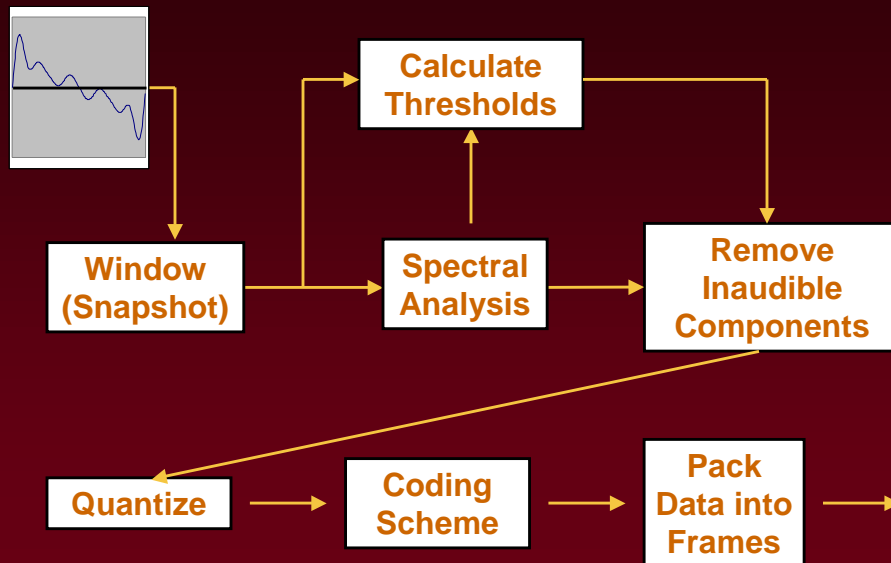 Calculate
Thresholds
Window
(Snapshot)
Spectral
Analysis
Remove
Inaudible
Components
Quantize
Coding
Scheme
Pack
Data into
Frames